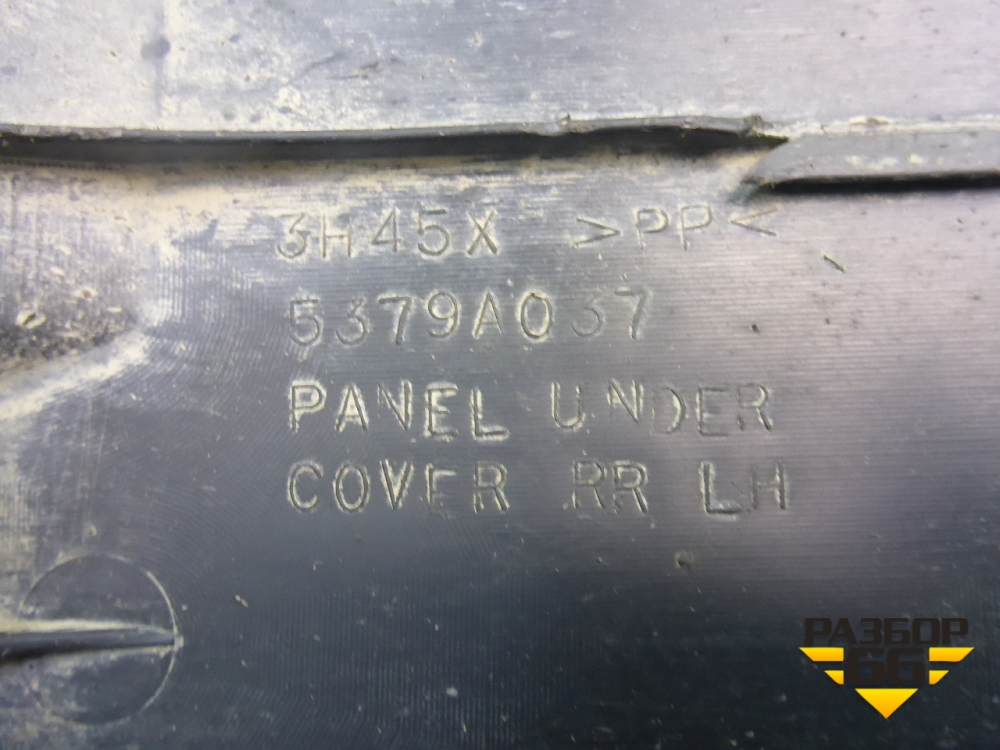 3H45X >PP<
5379A037
PANEL UNDER
COVER RR LH
РАЗБОР
66